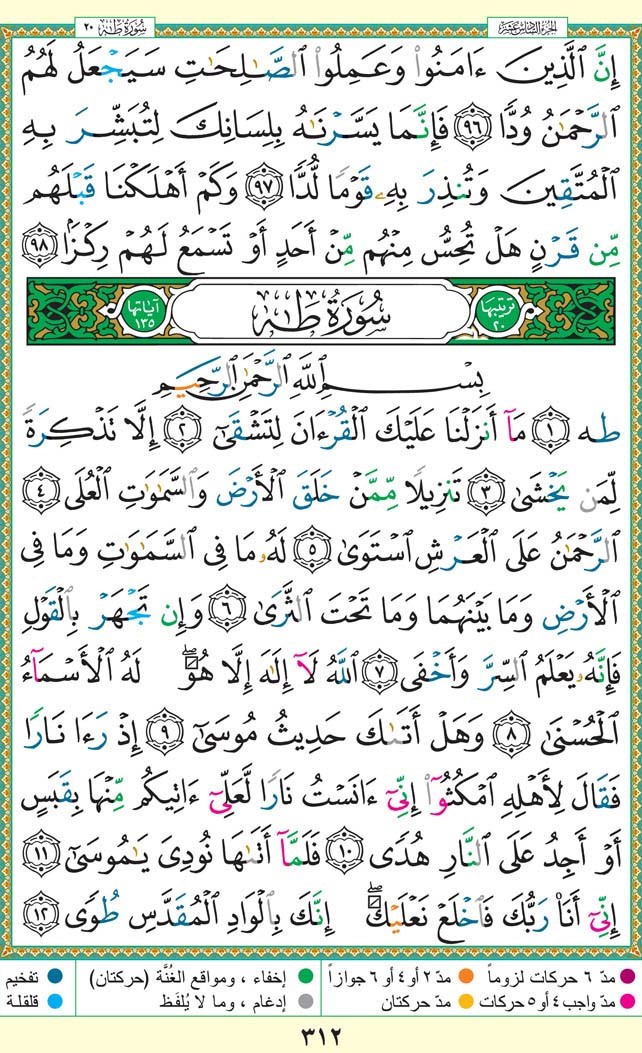 سُورَةُ طه ٢٠
الجزء السادس عشر
إِنَّ ٱلَّذِينَ ءَامَنُوا۟ وَعَمِلُوا۟ ٱلصَّـٰلِحَـٰتِ سَيَجْعَلُ لَهُمُ
ٱلرَّحْمَـٰنُ وُدًّا ٩٦ فَإِنَّمَا يَسَّرْنَـٰهُ بِلِسَانِكَ لِتُبَشِّرَ بِهِ
ٱلْمُتَّقِينَ وَتُنذِرَ بِهِۦ قَوْمًا لُّدًّا ٩٧ وَكَمْ أَهْلَكْنَا قَبْلَهُم
مِّن قَرْنٍ هَلْ تُحِسُّ مِنْهُم مِّنْ أَحَدٍ أَوْ تَسْمَعُ لَهُمْ رِكْزًۢا ٩٨
ترتيبها ٢٠ سُورَةُ طه آياتها ١٣٥
بِسْمِ ٱللَّهِ ٱلرَّحْمَـٰنِ ٱلرَّحِيمِ
طه ١ مَآ أَنزَلْنَا عَلَيْكَ ٱلْقُرْءَانَ لِتَشْقَىٰٓ ٢ إِلَّا تَذْكِرَةً
لِّمَن يَخْشَىٰ ٣ تَنزِيلًا مِّمَّنْ خَلَقَ ٱلْأَرْضَ وَٱلسَّمَـٰوَٰتِ ٱلْعُلَى ٤
ٱلرَّحْمَـٰنُ عَلَى ٱلْعَرْشِ ٱسْتَوَىٰ ٥ لَهُۥ مَا فِى ٱلسَّمَـٰوَٰتِ وَمَا فِى
ٱلْأَرْضِ وَمَا بَيْنَهُمَا وَمَا تَحْتَ ٱلثَّرَىٰ ٦ وَإِن تَجْهَرْ بِٱلْقَوْلِ
فَإِنَّهُۥ يَعْلَمُ ٱلسِّرَّ وَأَخْفَى ٧ ٱللَّهُ لَآ إِلَـٰهَ إِلَّا هُوَ ۖ لَهُ ٱلْأَسْمَآءُ
ٱلْحُسْنَىٰ ٨ وَهَلْ أَتَىٰكَ حَدِيثُ مُوسَىٰٓ ٩ إِذْ رَءَا نَارًا
فَقَالَ لِأَهْلِهِ ٱمْكُثُوٓا۟ إِنِّىٓ ءَانَسْتُ نَارًا لَّعَلِّىٓ ءَاتِيكُم مِّنْهَا بِقَبَسٍ
أَوْ أَجِدُ عَلَى ٱلنَّارِ هُدًى ١٠ فَلَمَّآ أَتَىٰهَا نُودِىَ يَـٰمُوسَىٰٓ ١١
إِنِّىٓ أَنَا۠ رَبُّكَ فَٱخْلَعْ نَعْلَيْكَ ۖ إِنَّكَ بِٱلْوَادِ ٱلْمُقَدَّسِ طُوًى ١٢
مدّ ٦ حركات لزوماً مدّ ٢ أو ٤ أو ٦ جوازاً إخفاء ، ومواقع الغُنَّة (حركتان) تفخيم
مدّ واجب ٤ أو ٥ حركات مدّ حركتان إدغام ، وما لا يُلفَظ قلقلة
٣١٢